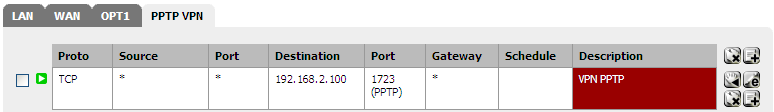 LAN WAN OPT1 PPTP VPN
Proto Source Port Destination Port Gateway Schedule Description
TCP * * 192.168.2.100 1723 * VPN PPTP
(PPTP)